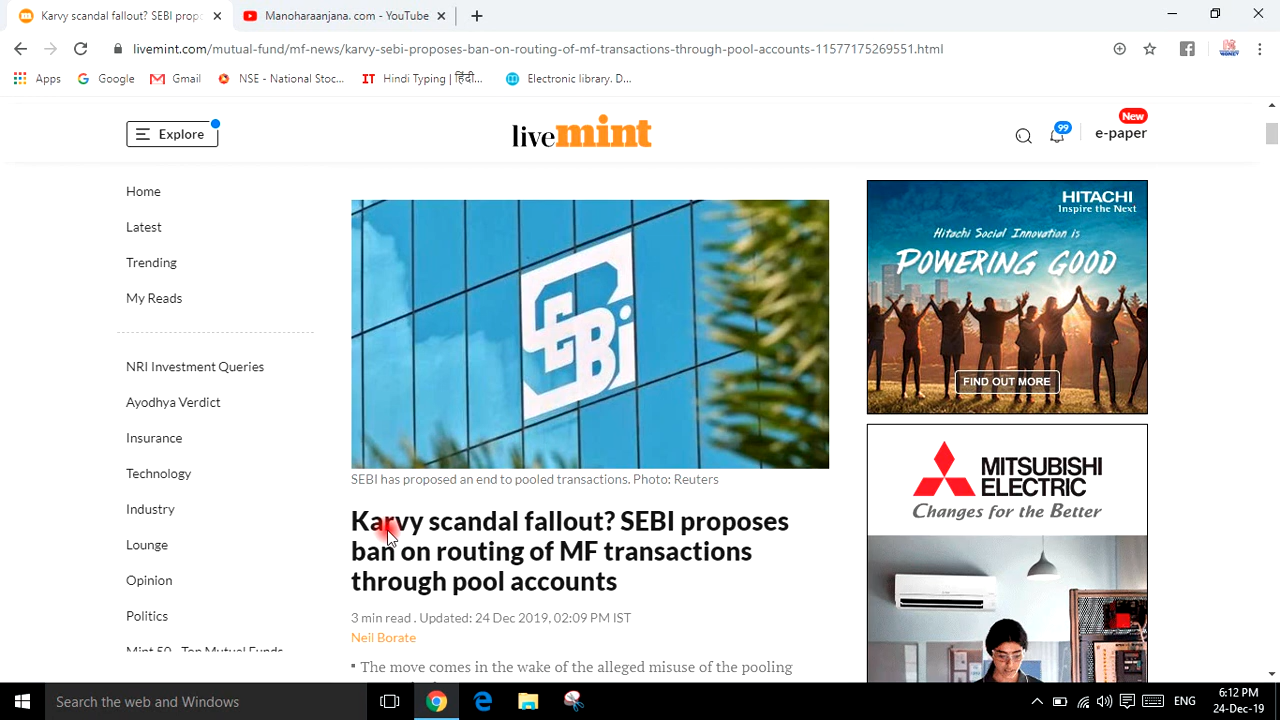 Karvy scandal fallout? SEBI prop
Manoharaanjana. com - YouTube
livemint.com/mutual-fund/mf-news/karvy-sebi-proposes-ban-on-routing-of-mf-transactions-through-pool-accounts-11577175269551.html
Apps
Google
Gmail
NSE - National Stoc...
IT Hindi Typing | हिंदी...
Electronic library. D...
Explore
livemint
99
New
e-paper
Home
Latest
Trending
My Reads
NRI Investment Queries
Ayodhya Verdict
Insurance
Technology
Industry
Lounge
Opinion
Politics
Mint 50 - Top Mutual Funds
SEBI
SEBI has proposed an end to pooled transactions. Photo: Reuters
Karvy scandal fallout? SEBI proposes
ban on routing of MF transactions
through pool accounts
3 min read . Updated: 24 Dec 2019, 02:09 PM IST
Neil Borate
The move comes in the wake of the alleged misuse of the pooling
HITACHI
Inspire the Next
Hitachi Social Innovation is
POWERING GOOD
FIND OUT MORE
MITSUBISHI
ELECTRIC
Changes for the Better
Search the web and Windows
ENG
6:12 PM
24-Dec-19